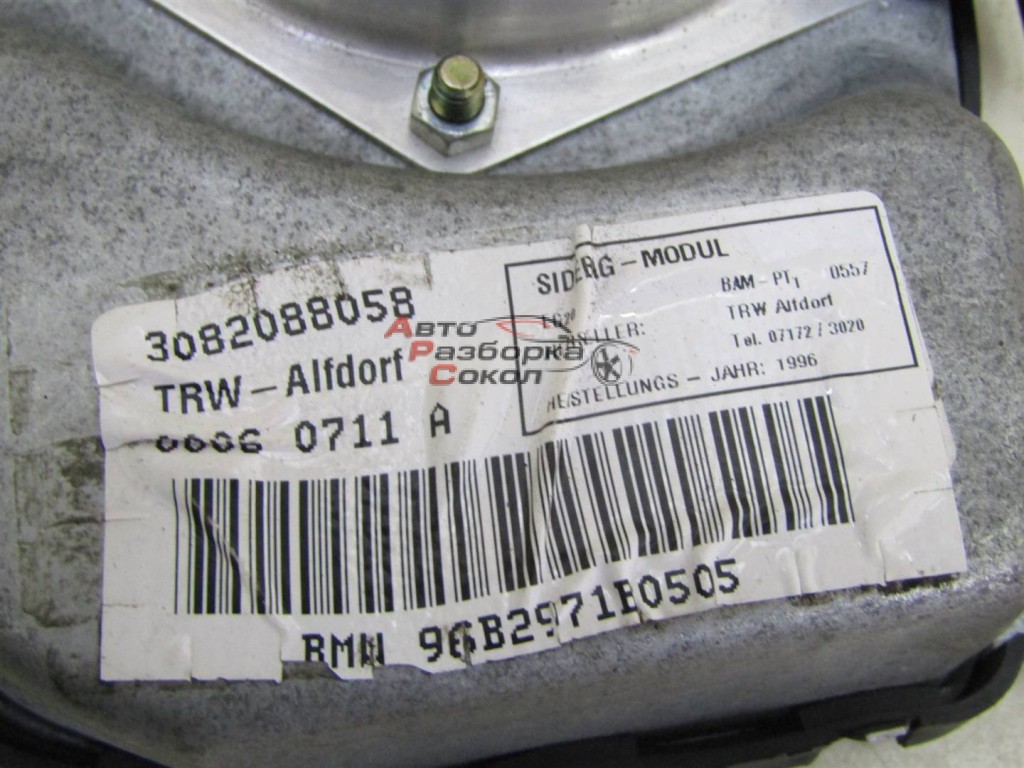 3082088058
TRW-Alfdorf
0711 A
- MODUL
BAM-PT1 0557
TRW Alfdorf
Tel. 07172 / 3020
- JAHR: 1996
АВТО
РАЗБОРКА
СОКОЛ
BMW 96B2971B0505